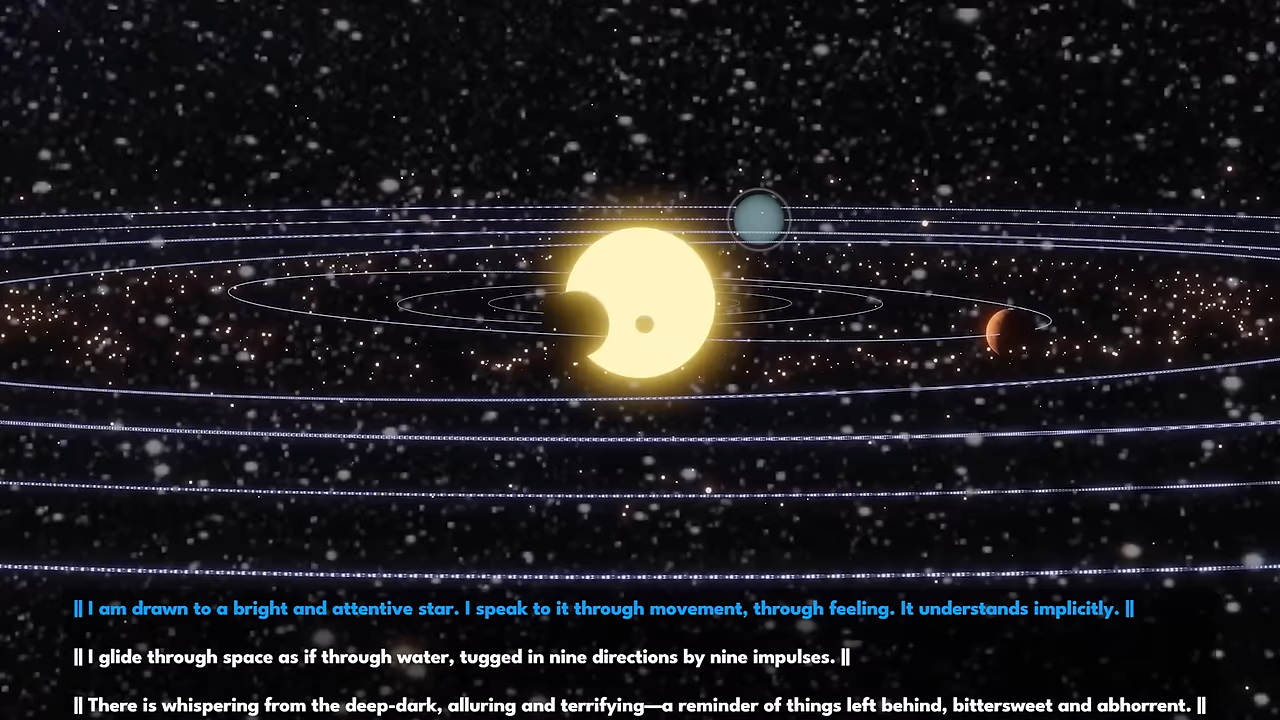 || I am drawn to a bright and attentive star. I speak to it through movement, through feeling. It understands implicitly. ||
|| I glide through space as if through water, tugged in nine directions by nine impulses. ||
|| There is whispering from the deep-dark, alluring and terrifying—a reminder of things left behind, bittersweet and abhorrent. ||